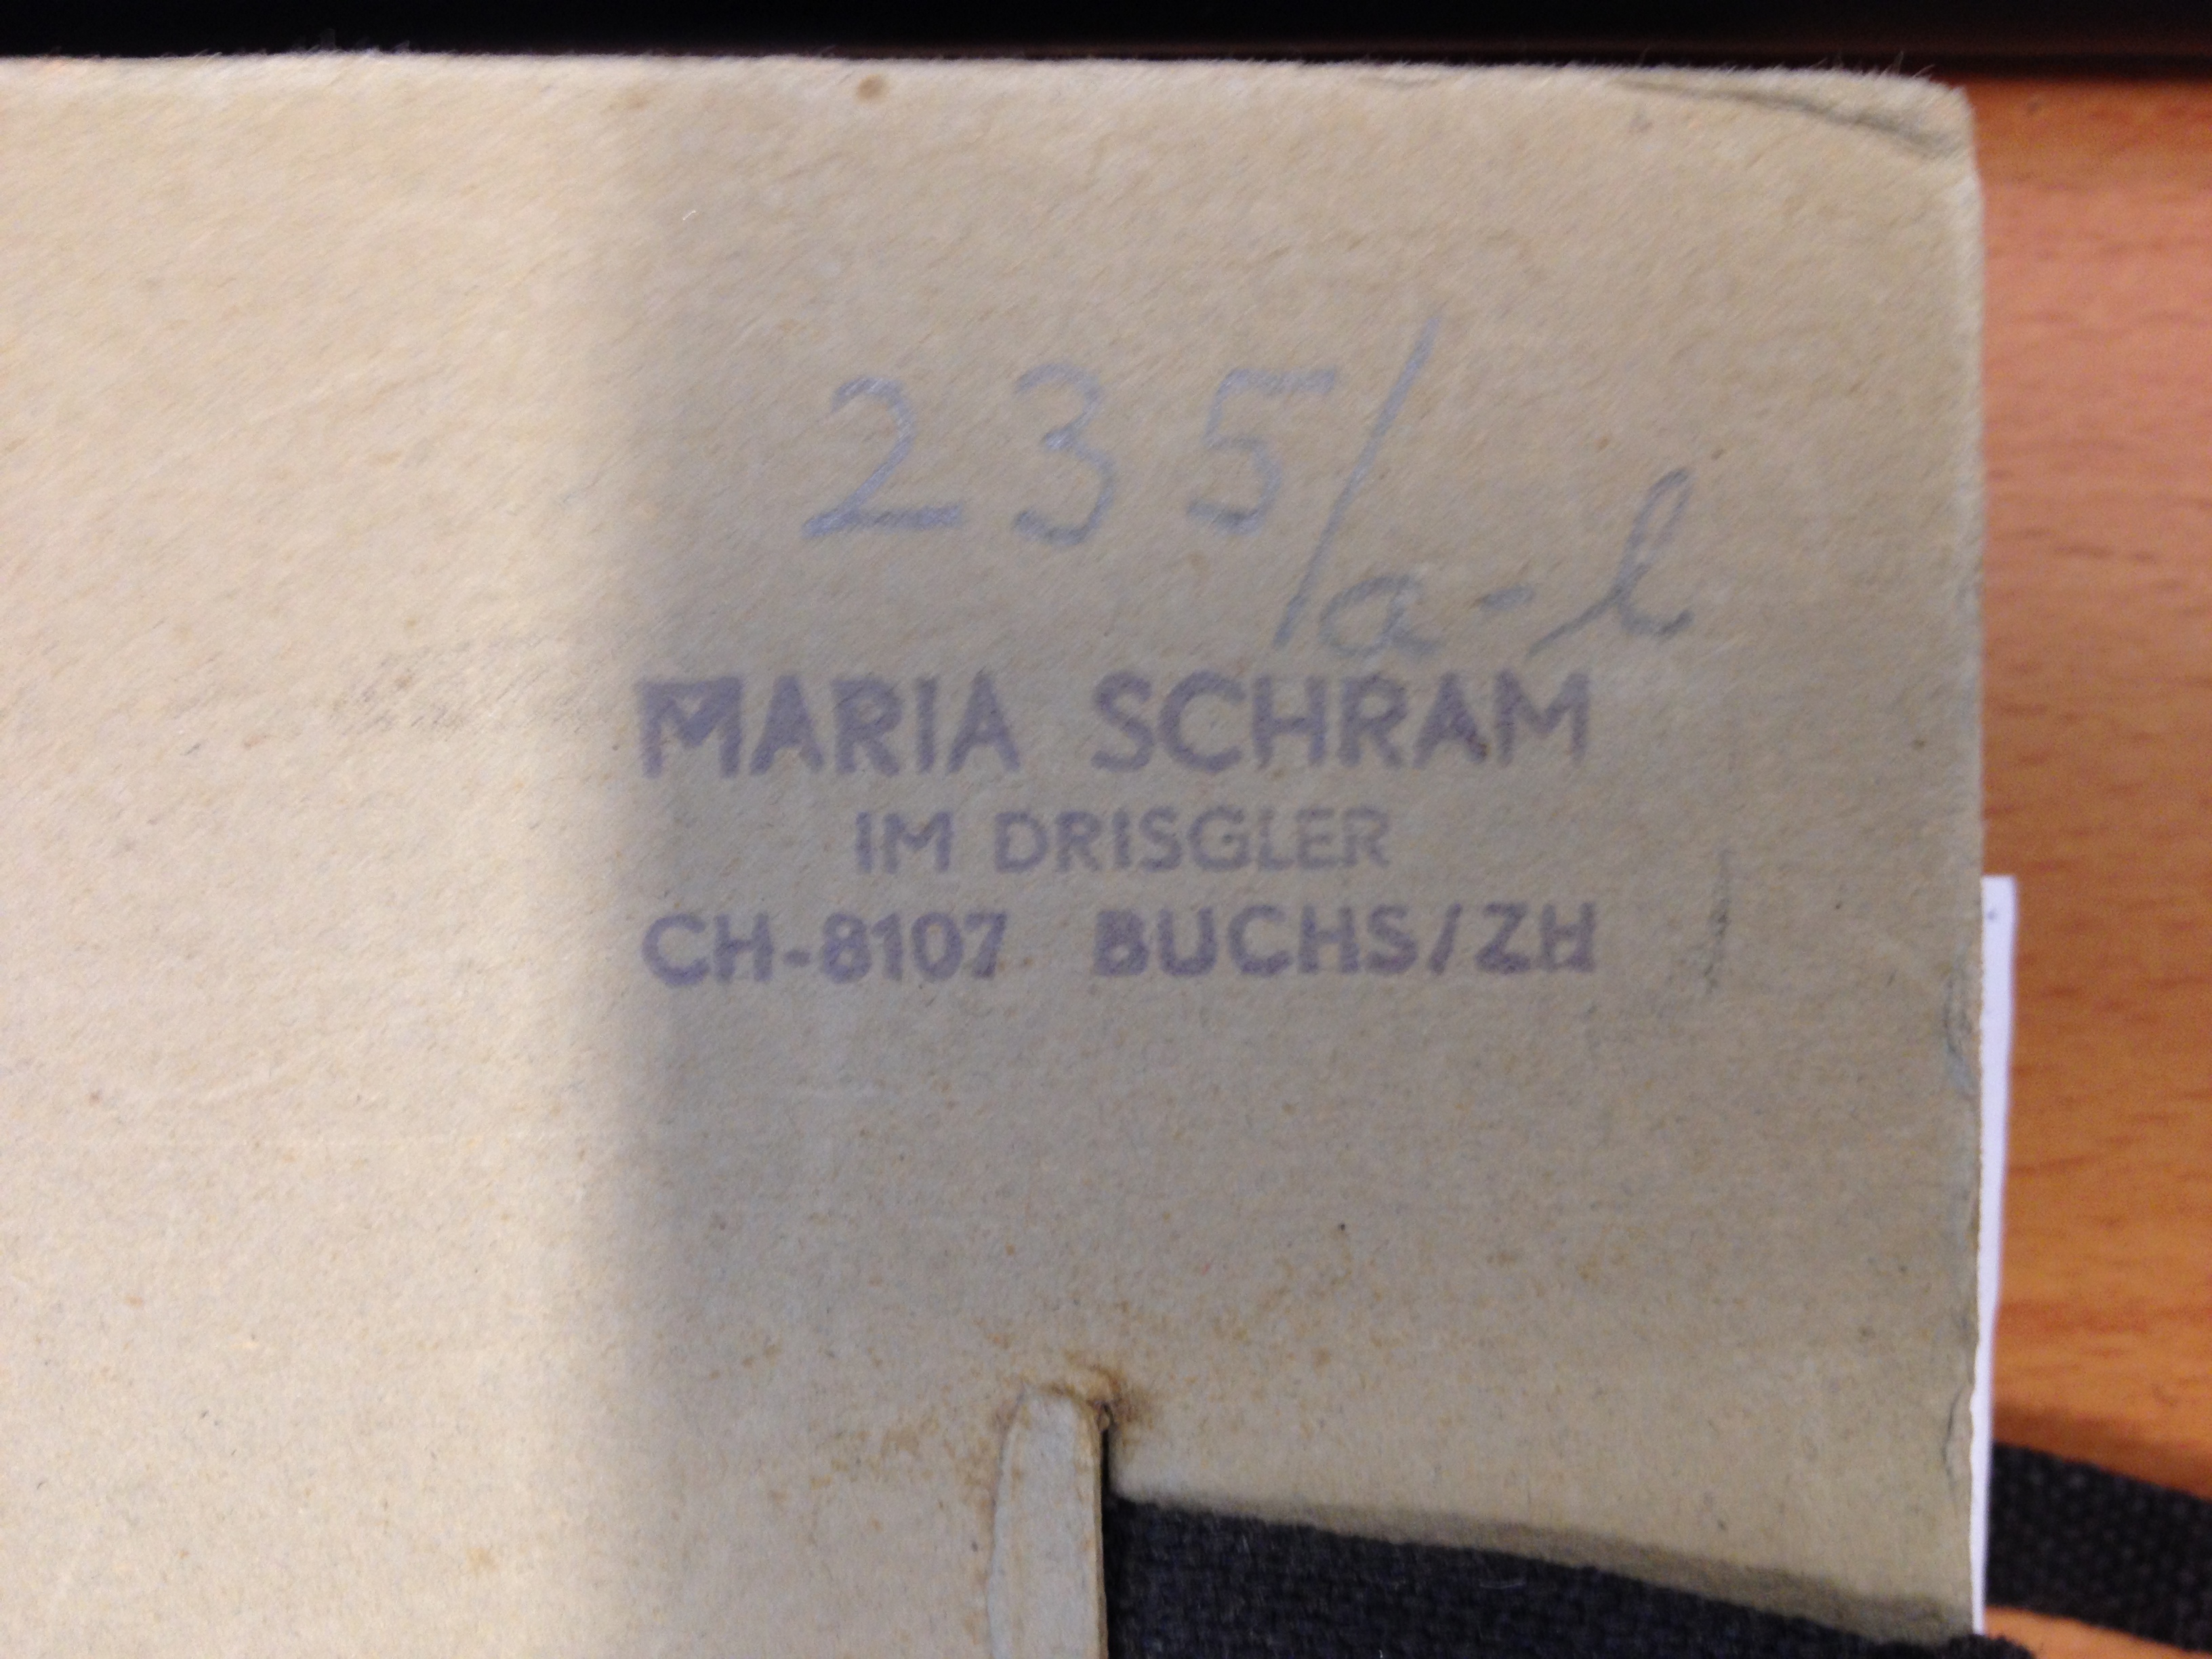 235/a-l
MARIA SCHRAM
IM DRISGLER
CH-8107 BUCHS/ZH